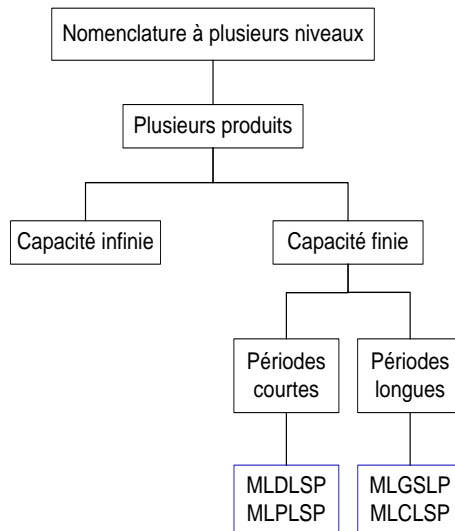 Nomenclature à plusieurs niveaux
Plusieurs produits
Capacité infinie
Capacité finie
Périodes
courtes
Périodes
longues
MLDLSP
MLPLSP
MLGSLP
MLCLSP